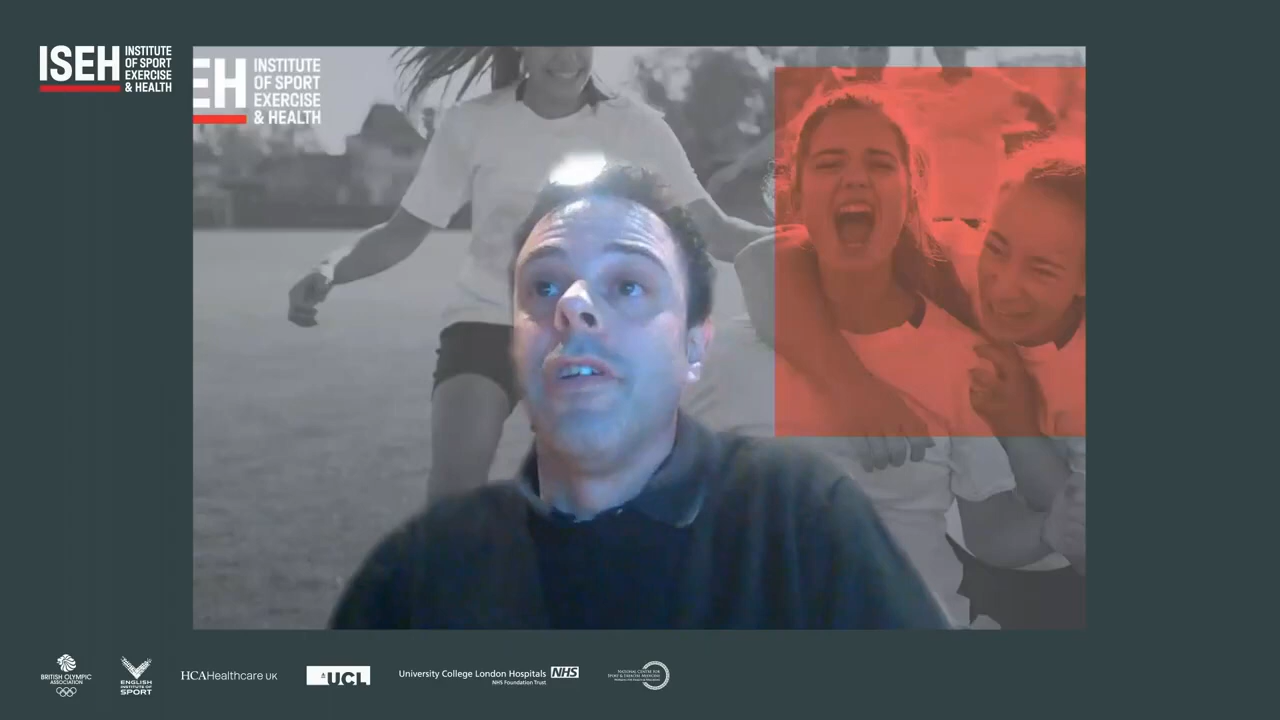 ISEH
INSTITUTE
OF SPORT
EXERCISE
& HEALTH
EH
INSTITUTE
OF SPORT
EXERCISE
& HEALTH
BRITISH OLYMPIC
ASSOCIATION
ENGLISH
INSTITUTE OF
SPORT
HCAHealthcare UK
UCL
University College London Hospitals NHS
NHS Foundation Trust
NATIONAL CENTRE FOR
SPORT & EXERCISE MEDICINE